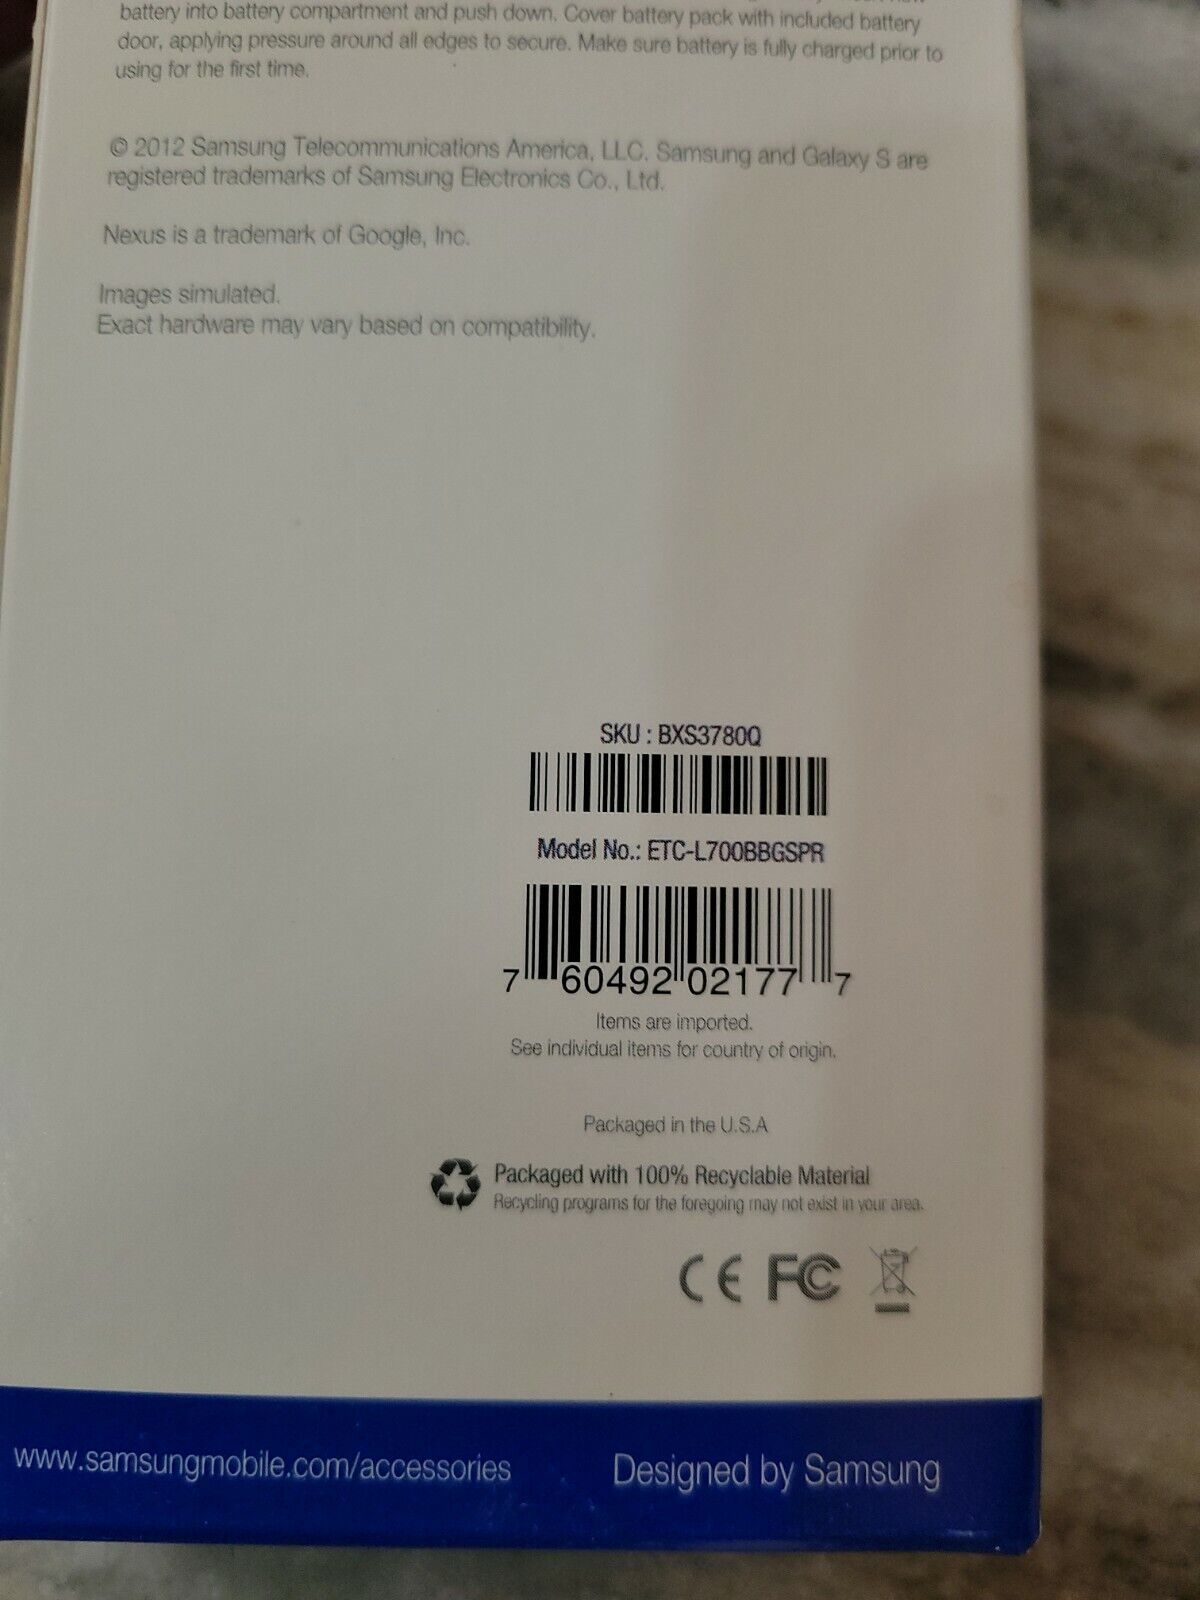 battery into battery compartment and push down. Cover battery pack with included battery
door, applying pressure around all edges to secure. Make sure battery is fully charged prior to
using for the first time.
© 2012 Samsung Telecommunications America, LLC. Samsung and Galaxy S are
registered trademarks of Samsung Electronics Co., Ltd.
Nexus is a trademark of Google, Inc.
Images simulated.
Exact hardware may vary based on compatibility.
SKU : BXS3780Q
Model No.: ETC-L700BBGSPR
7 60492 02177 7
Items are imported.
See individual items for country of origin.
Packaged in the U.S.A
Packaged with 100% Recyclable Material
Recycling programs for the foregoing may not exist in your area.
CE FC
www.samsungmobile.com/accessories
Designed by Samsung